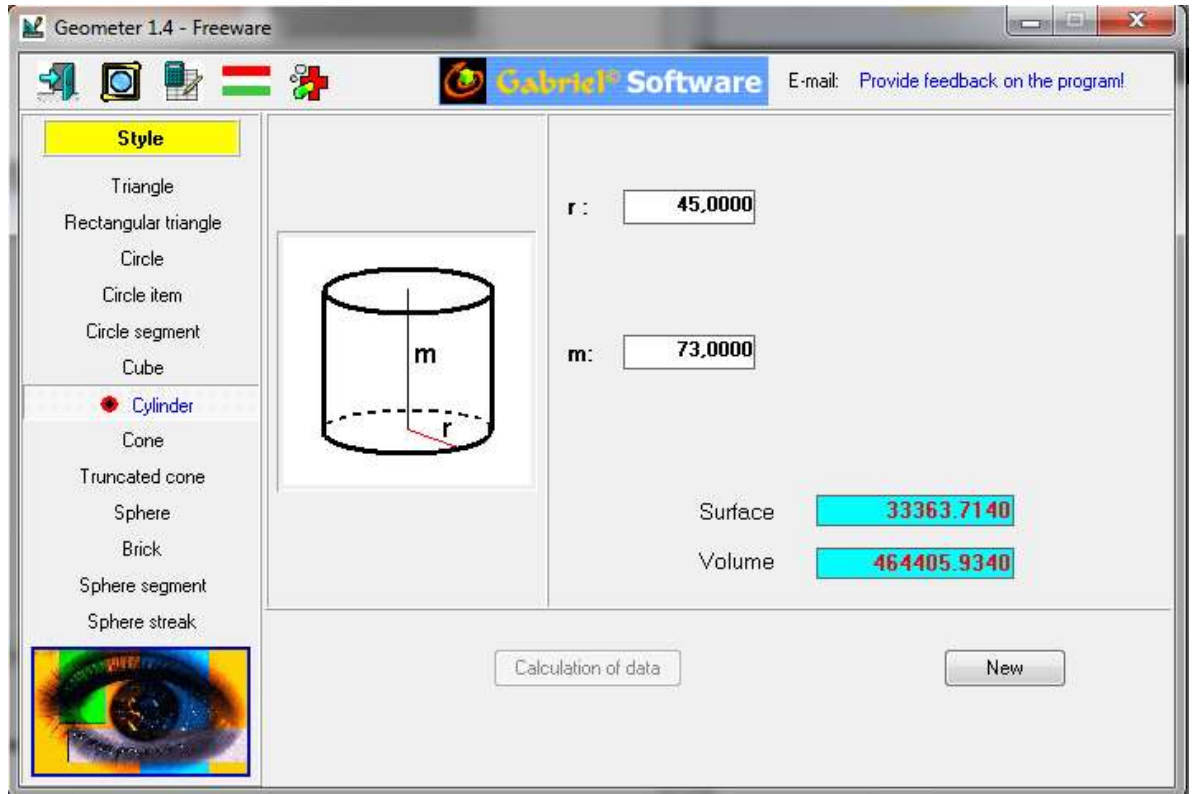 Geometer 1.4 - Freeware
Gabriel® Software E-mail: Provide feedback on the program!
Style
Triangle
Rectangular triangle
Circle
Circle item
Circle segment
Cube
Cylinder
Cone
Truncated cone
Sphere
Brick
Sphere segment
Sphere streak
m
r
r : 45,0000
m: 73,0000
Surface 33363.7140
Volume 464405.9340
Calculation of data New